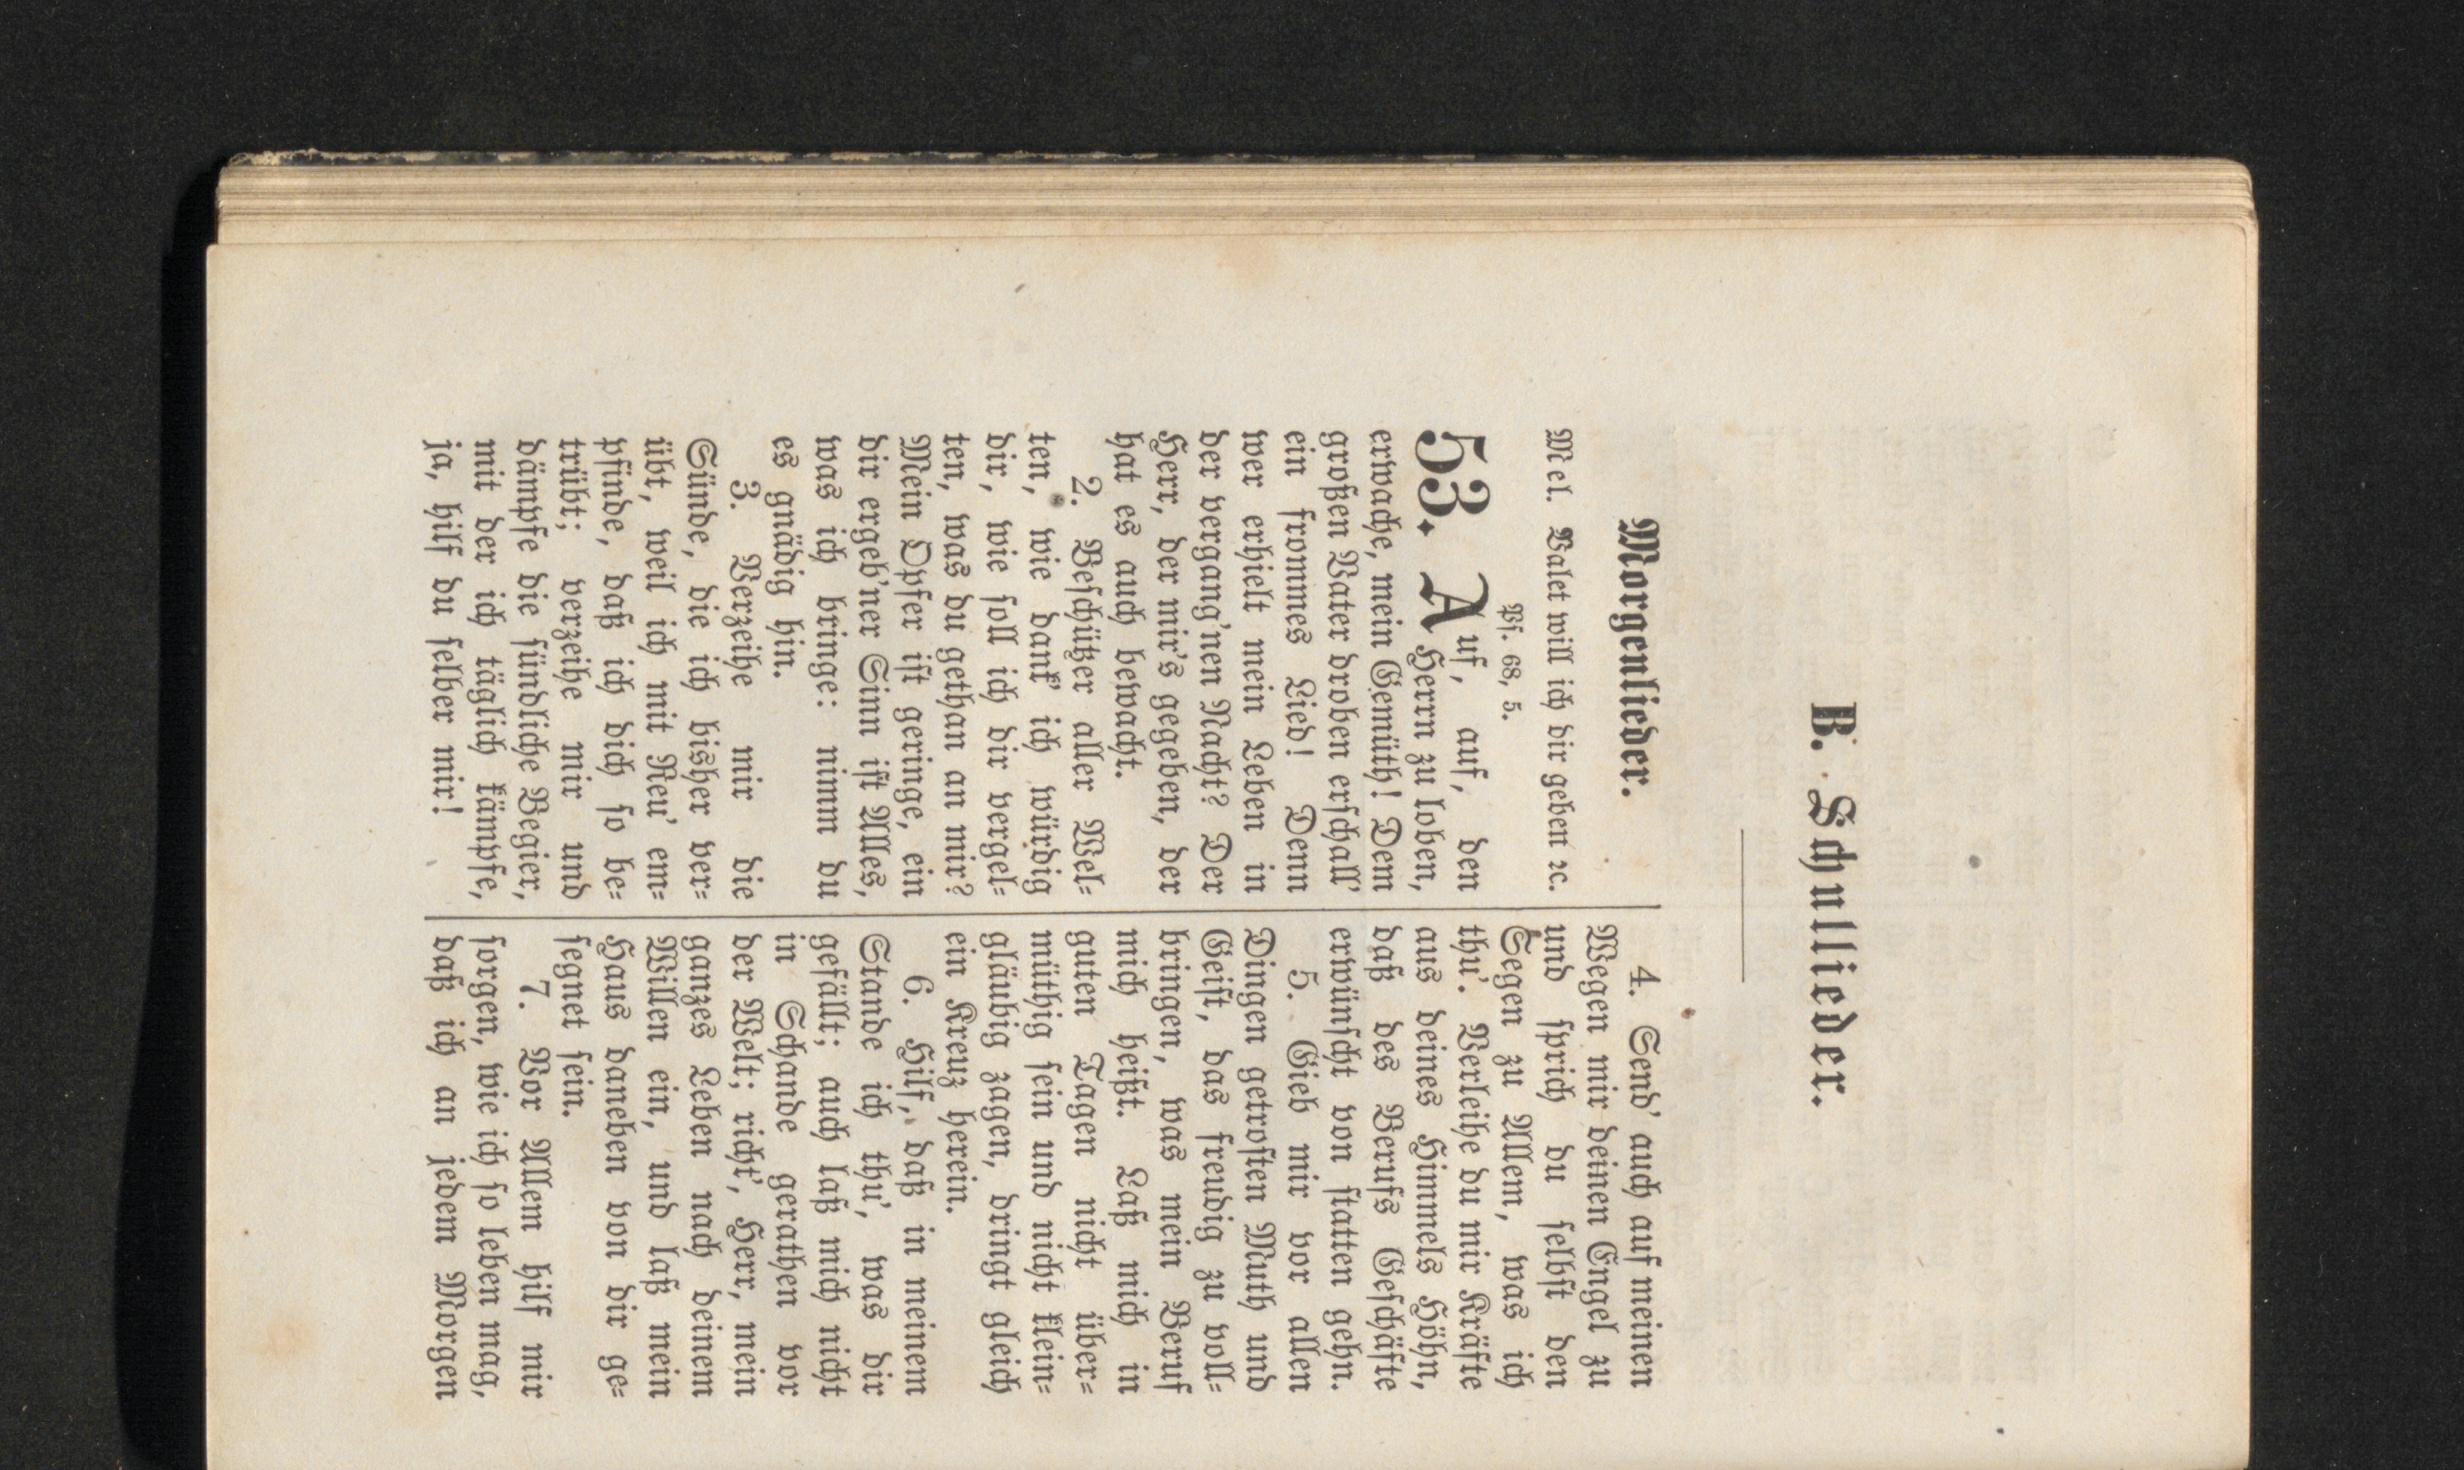 B. Schullieder.
Morgenlieder.
Mel. Valet will ich dir geben ꝛc.
Pf. 68, 5.
53. Auf, auf, den
Herrn zu loben,
erwache, mein Gemüth! Dem
großen Vater droben erschall'
ein frommes Lied! Denn
wer erhielt mein Leben in
der vergang'nen Nacht? Der
Herr, der mir's gegeben, der
hat es auch bewacht.
2. Beschützer aller Wel-
ten, wie dank' ich würdig
dir, wie soll ich dir vergel-
ten, was du gethan an mir?
Mein Opfer ist geringe, ein
dir ergeb'ner Sinn ist Alles,
was ich bringe: nimm du
es gnädig hin.
3. Verzeihe mir die
Sünde, die ich bisher ver-
übt, weil ich mit Reu' em-
pfinde, daß ich dich so be-
trübt; verzeihe mir und
dämpfe die sündliche Begier,
mit der ich täglich kämpfe,
ja, hilf du selber mir!
4. Send' auch auf meinen
Wegen mir deinen Engel zu
und sprich du selbst den
Segen zu Allem, was ich
thu'. Verleihe du mir Kräfte
aus deines Himmels Höhn,
daß des Berufs Geschäfte
erwünscht von statten gehn.
5. Gieb mir vor allen
Dingen getrosten Muth und
Geist, das freudig zu voll-
bringen, was mein Beruf
mich heißt. Laß mich in
guten Tagen nicht über-
müthig sein und nicht klein-
gläubig zagen, dringt gleich
ein Kreuz herein.
6. Hilf, daß in meinem
Stande ich thu', was dir
gefällt; auch laß mich nicht
in Schande gerathen vor
der Welt; richt', Herr, mein
ganzes Leben nach deinem
Willen ein, und laß mein
Haus daneben von dir ge-
segnet sein.
7. Vor Allem hilf mir
sorgen, wie ich so leben mag,
daß ich an jedem Morgen